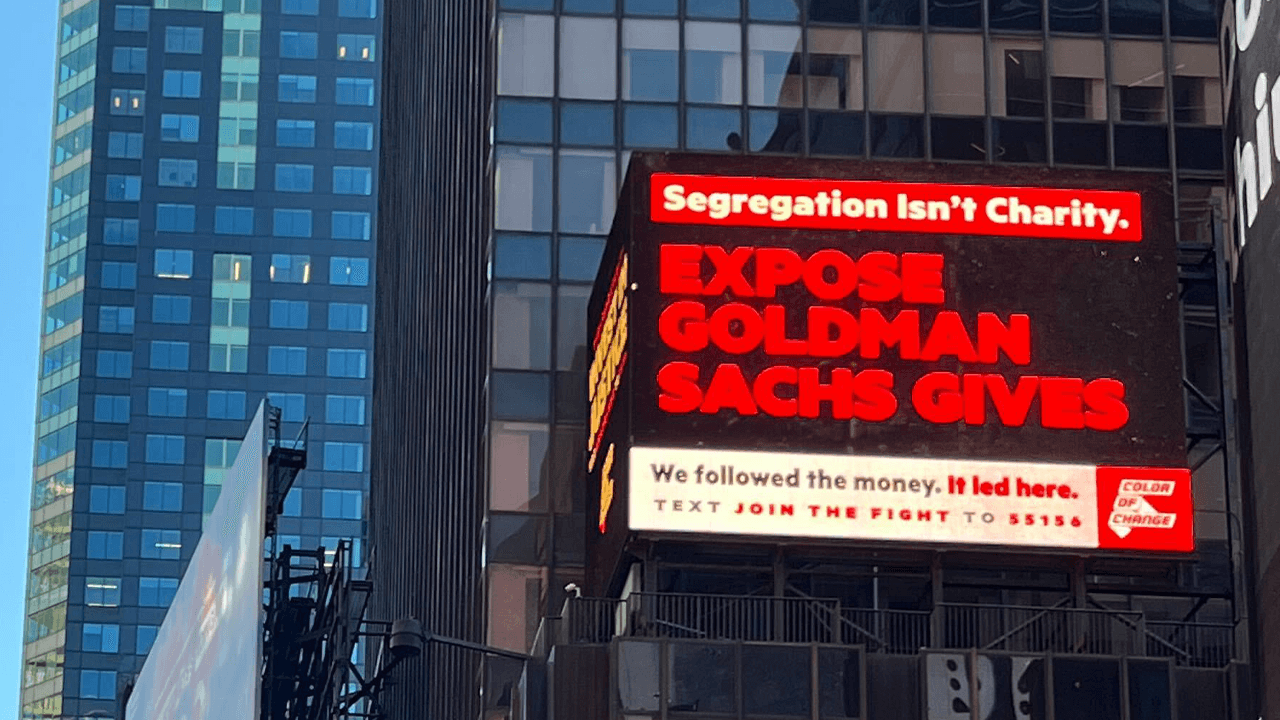 Segregation Isn't Charity.
EXPOSE
GOLDMAN
SACHS GIVES
We followed the money. It led here.
TEXT JOIN THE FIGHT TO 55156
COLOR
OF
CHANGE